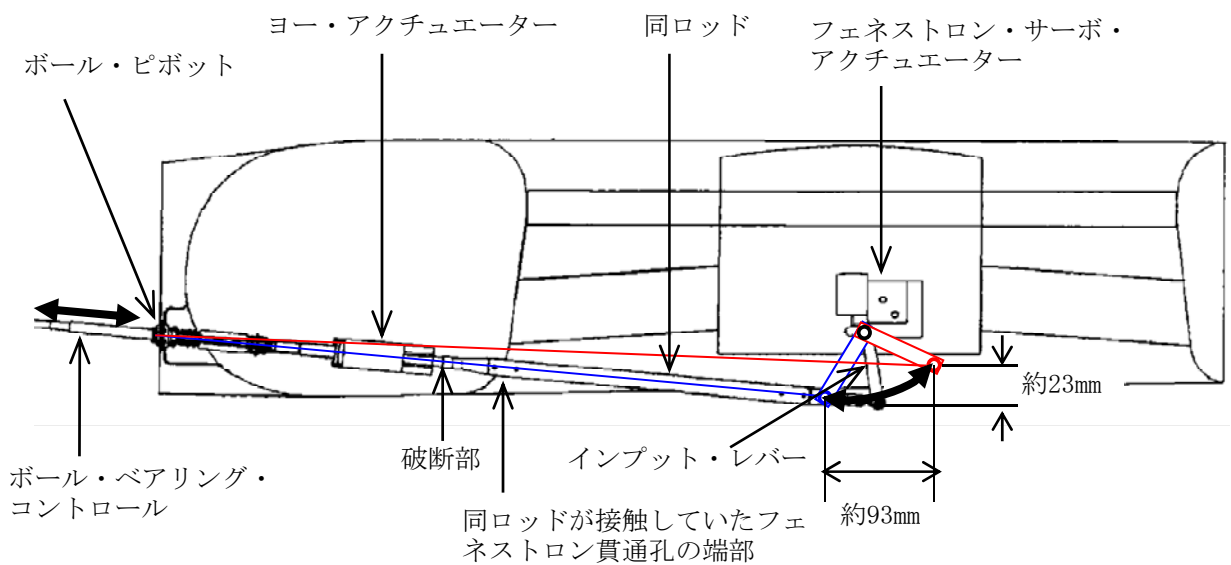 ヨー・アクチュエーター
同ロッド
フェネストロン・サーボ・
アクチュエーター
ボール・ピボット
約23mm
破断部
インプット・レバー
ボール・ベアリング・
コントロール
約93mm
同ロッドが接触していたフェ
ネストロン貫通孔の端部